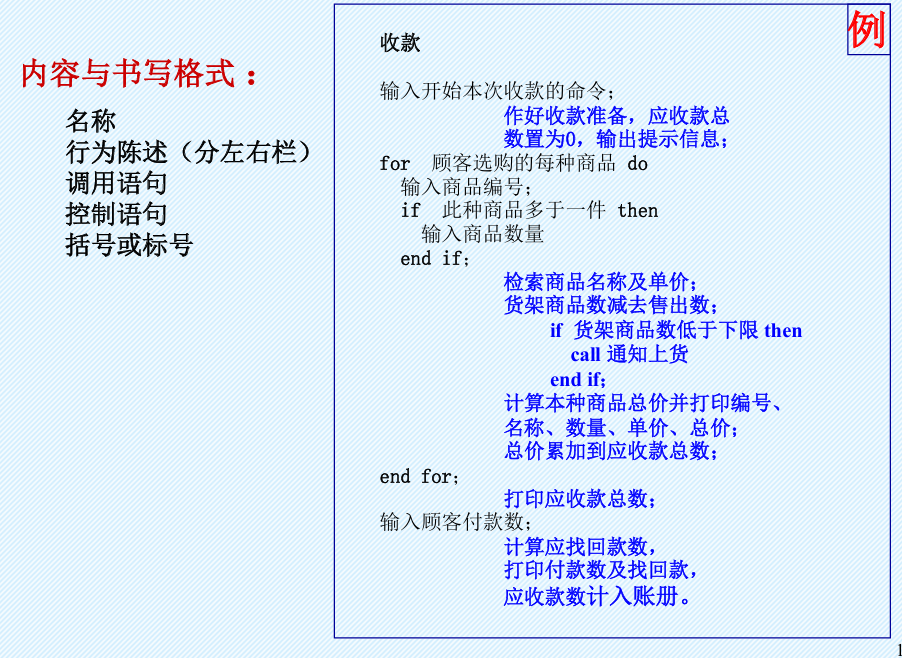 内容与书写格式：
名称
行为陈述（分左右栏）
调用语句
控制语句
括号或标号
例
收款
输入开始本次收款的命令；
作好收款准备，应收款总
数置为0，输出提示信息；
for 顾客选购的每种商品 do
输入商品编号；
if 此种商品多于一件 then
输入商品数量
end if；
检索商品名称及单价；
货架商品数减去售出数；
if 货架商品数低于下限 then
call 通知上货
end if；
计算本种商品总价并打印编号、
名称、数量、单价、总价；
总价累加到应收款总数；
end for；
打印应收款总数；
输入顾客付款数；
计算应找回款数，
打印付款数及找回款，
应收款数计入账册。
1